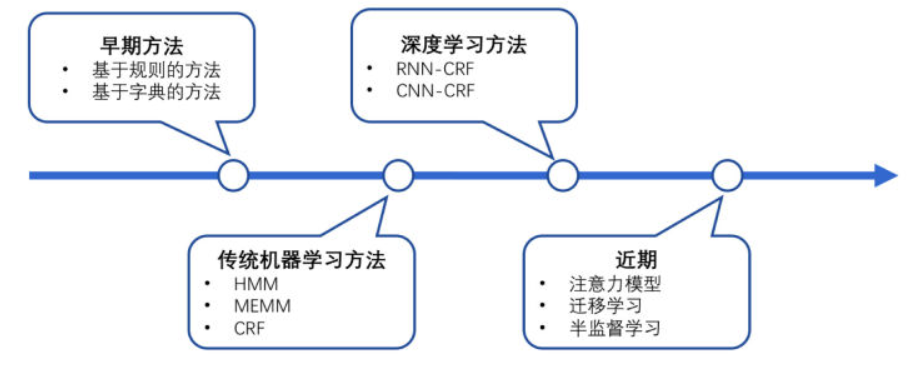 早期方法
• 基于规则的方法
• 基于字典的方法
传统机器学习方法
• HMM
• MEMM
• CRF
深度学习方法
• RNN-CRF
• CNN-CRF
近期
• 注意力模型
• 迁移学习
• 半监督学习